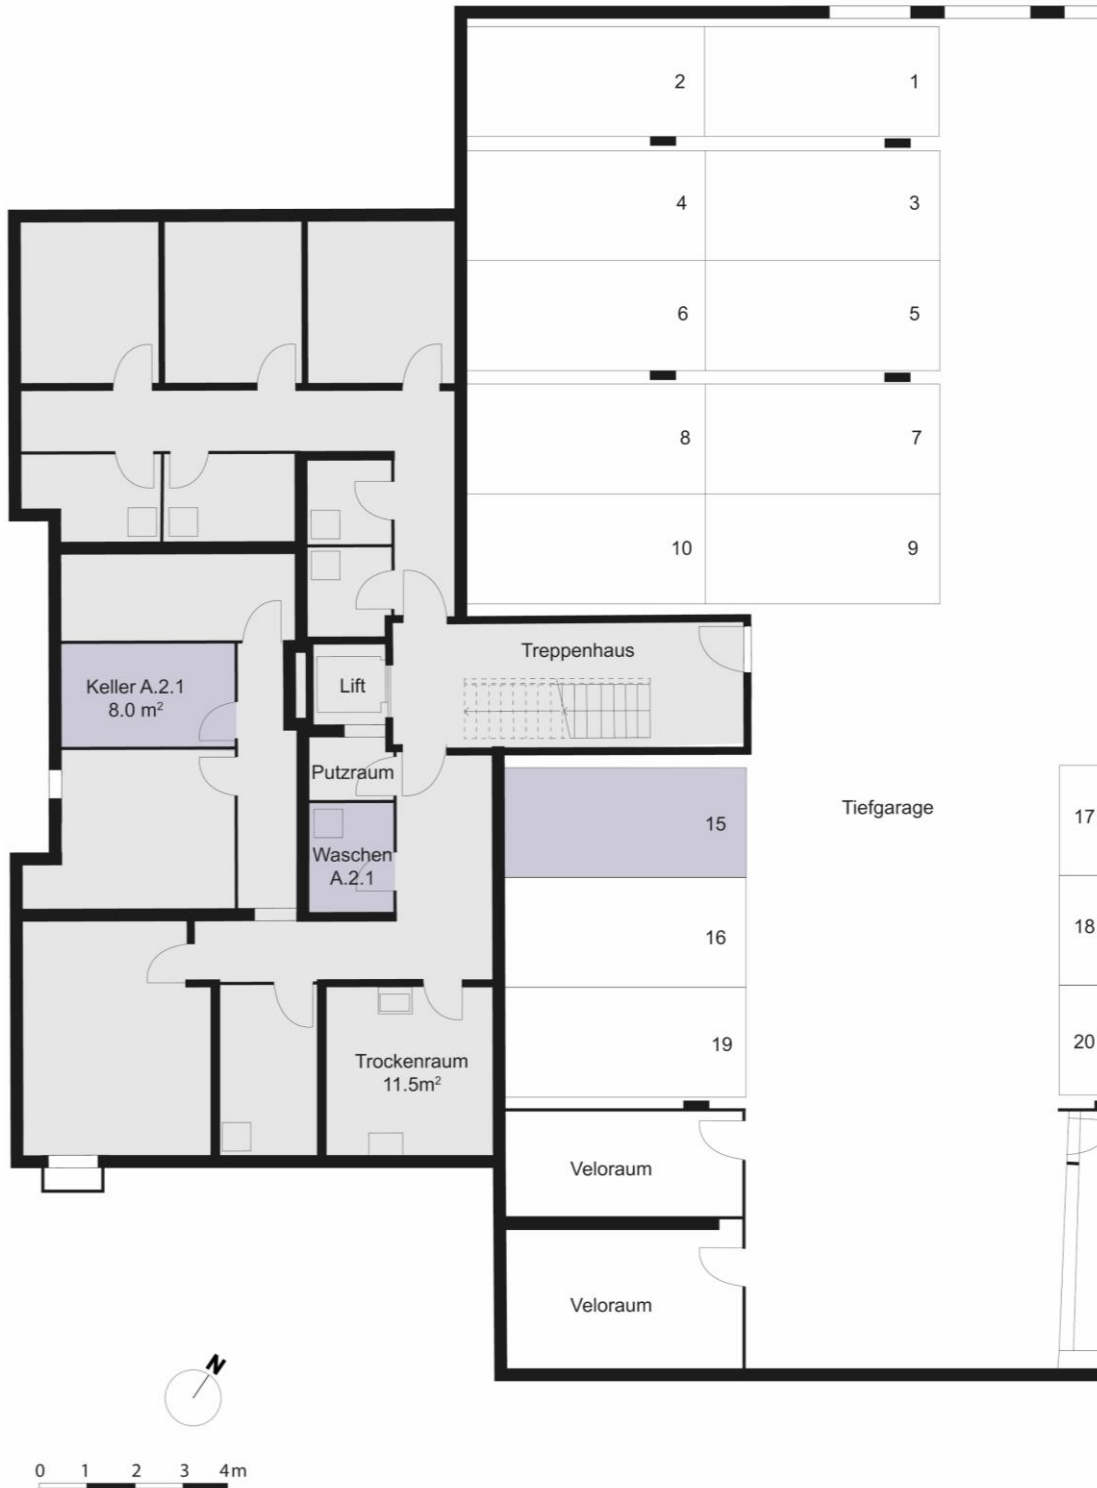 2
1
4
3
6
5
8
7
10
9
Treppenhaus
Keller A.2.1
8.0 m²
Lift
Putzraum
Waschen
A.2.1
15
Tiefgarage
17
16
18
19
20
Trockenraum
11.5m²
Veloraum
Veloraum
N
0 1 2 3 4m